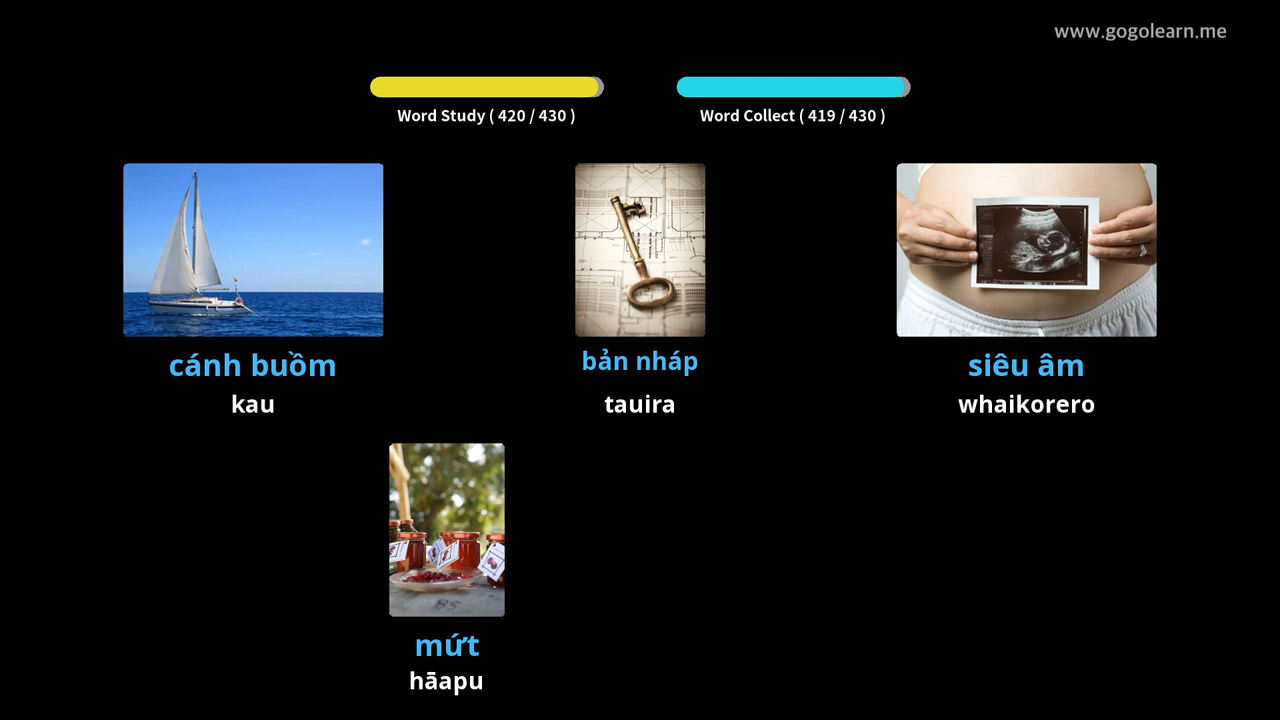 www.gogolearn.me
Word Study ( 420 / 430 )
Word Collect ( 419 / 430 )
cánh buồm
bản nháp
siêu âm
kau
tauira
whaikorero
mứt
hāapu